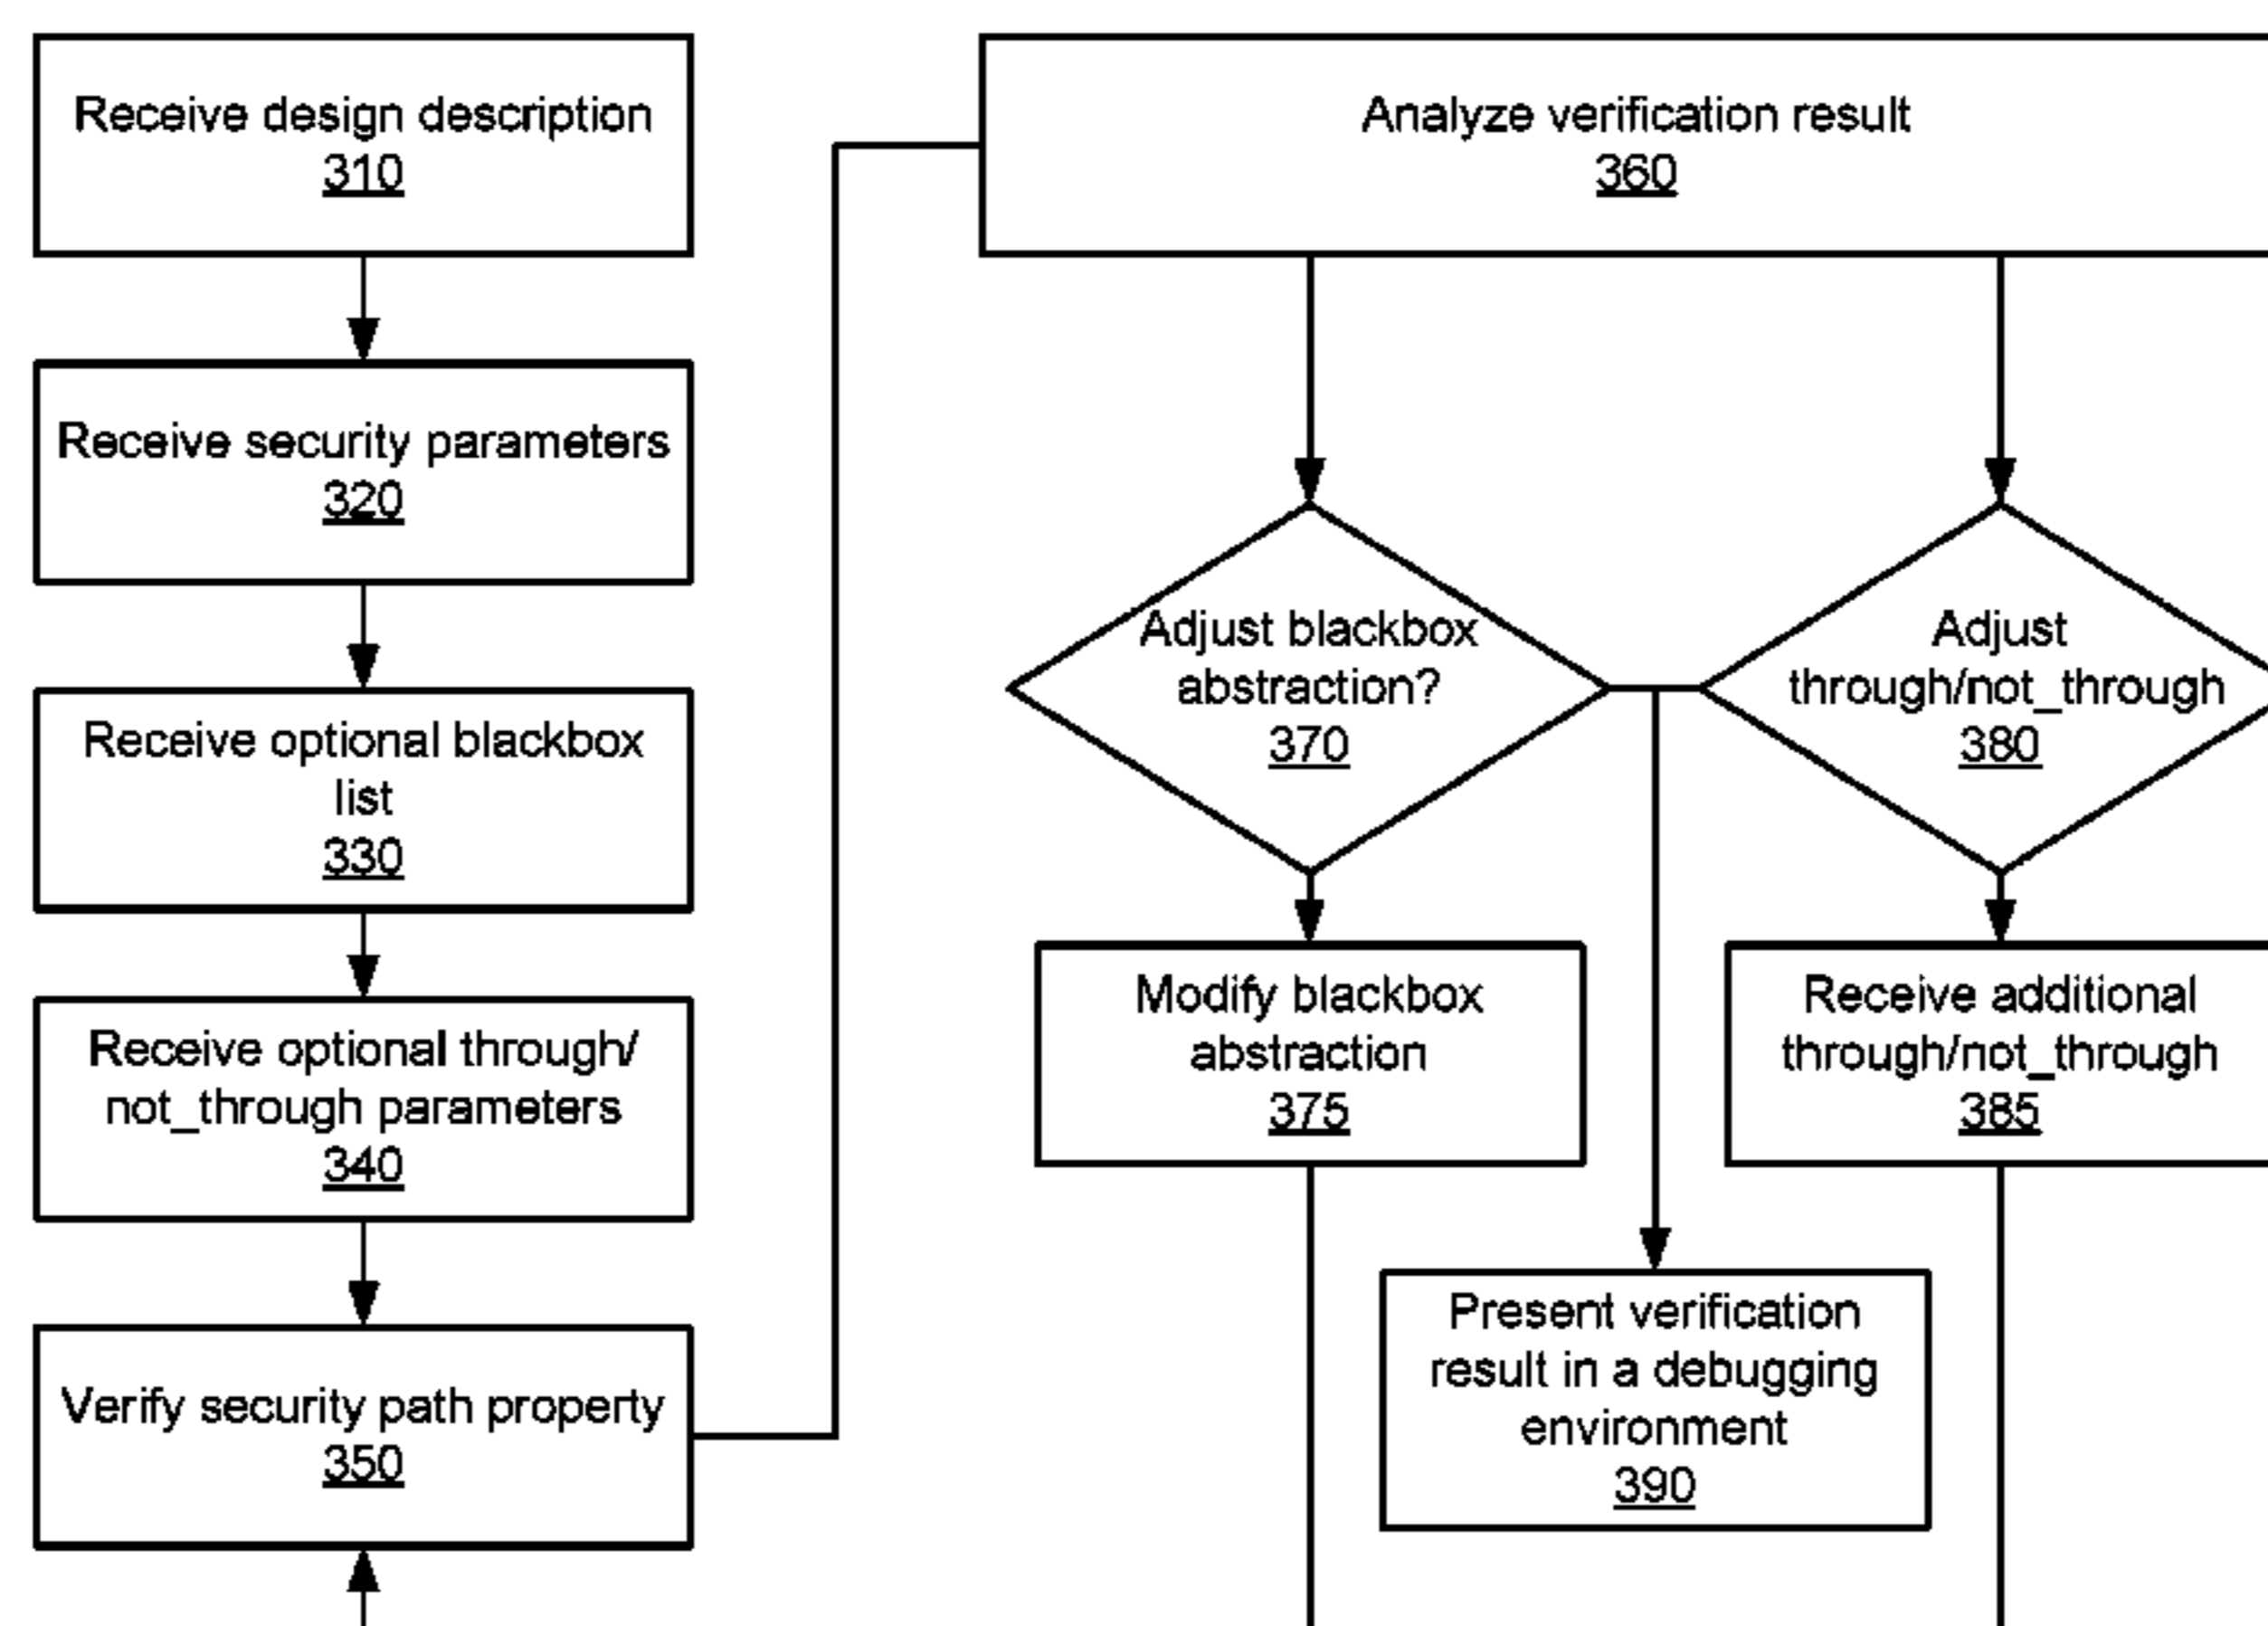 Receive design description
310
Receive security parameters
320
Receive optional blackbox
list
330
Receive optional through/
not_through parameters
340
Verify security path property
350
Analyze verification result
360
Adjust blackbox
abstraction?
370
Adjust
through/not_through
380
Modify blackbox
abstraction
375
Receive additional
through/not_through
385
Present verification
result in a debugging
environment
390